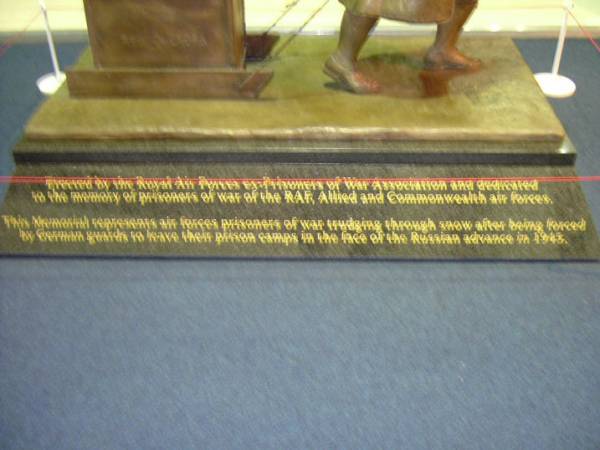 Erected by the Royal Air Forces ex-Prisoners of War Association and dedicated
to the memory of prisoners of war of the RAF, Allied and Commonwealth air forces.
This Memorial represents air forces prisoners of war trudging through snow after being forced
by German guards to leave their prison camps in the face of the Russian advance in 1945.